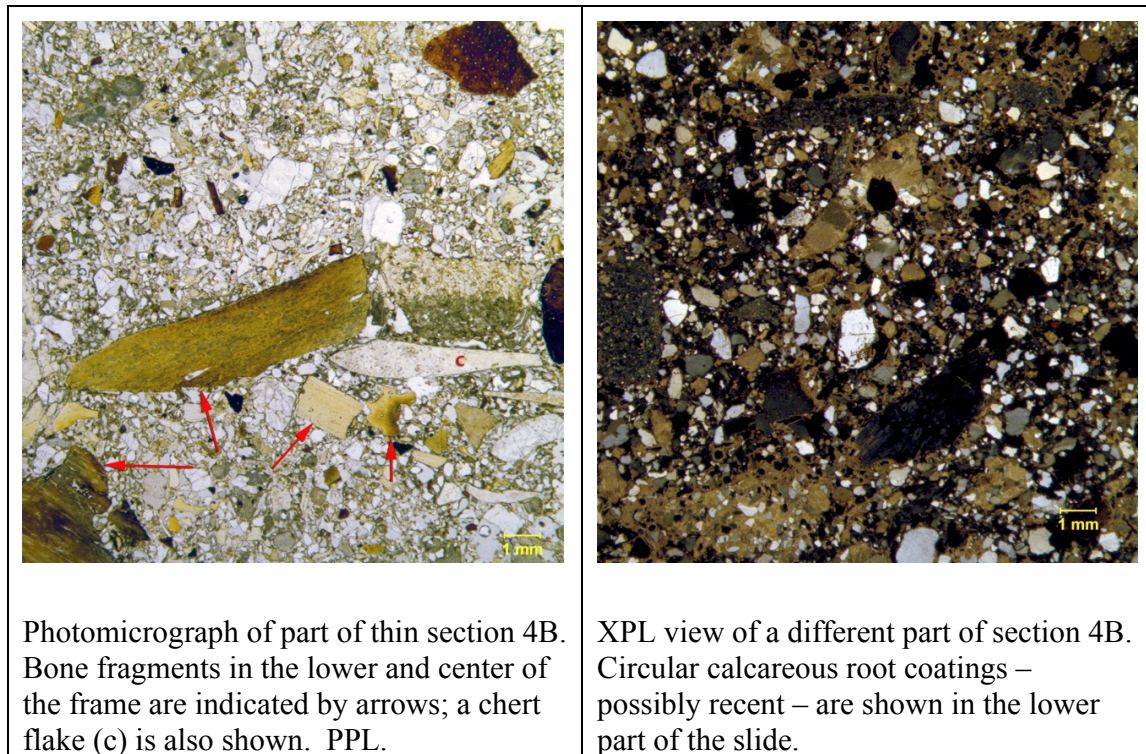 c
1 mm
1 mm
Photomicrograph of part of thin section 4B.
Bone fragments in the lower and center of
the frame are indicated by arrows; a chert
flake (c) is also shown.  PPL.
XPL view of a different part of section 4B.
Circular calcareous root coatings –
possibly recent – are shown in the lower
part of the slide.